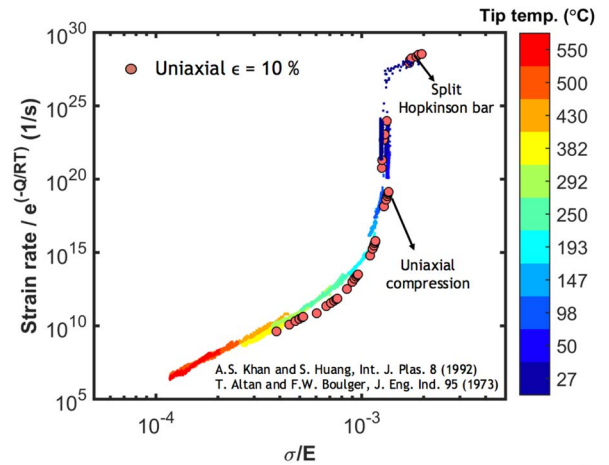 Tip temp. (°C)
10^30
10^25
10^20
10^15
10^10
10^5
Strain rate / e^(-Q/RT) (1/s)
Uniaxial ϵ = 10 %
Split
Hopkinson bar
Uniaxial
compression
A.S. Khan and S. Huang, Int. J. Plas. 8 (1992)
T. Altan and F.W. Boulger, J. Eng. Ind. 95 (1973)
10^-4
10^-3
σ/E
550
500
430
382
292
250
193
147
98
50
27